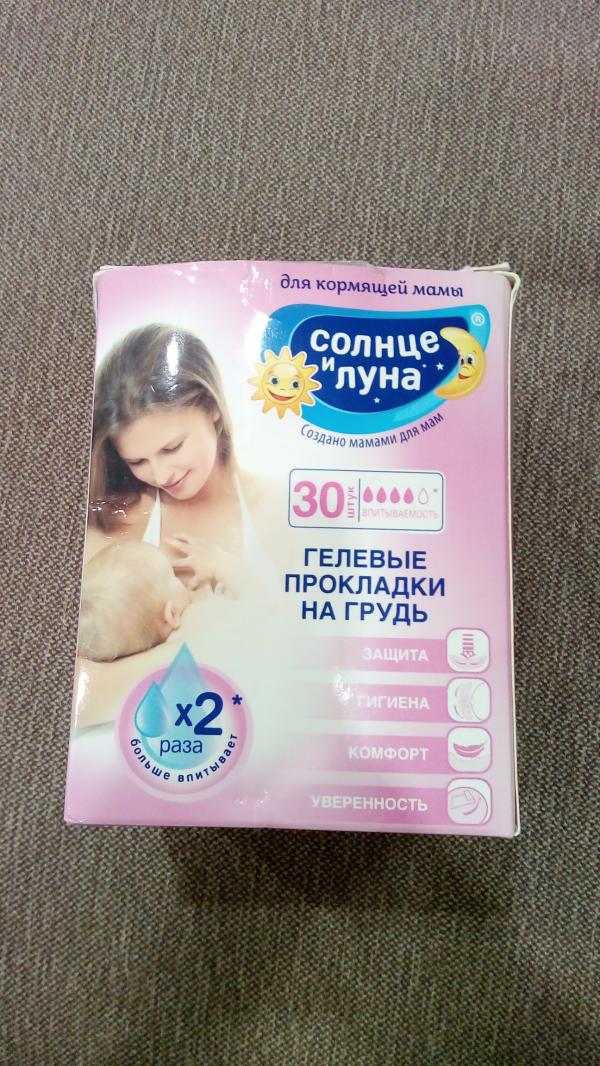 для кормящей мамы
солнце
и
луна
®
Создано мамами для мам
30 штук
*
ВПИТЫВАЕМОСТЬ
ГЕЛЕВЫЕ
ПРОКЛАДКИ
НА ГРУДЬ
ЗАЩИТА
ГИГИЕНА
КОМФОРТ
УВЕРЕННОСТЬ
x2*
раза
больше впитывает